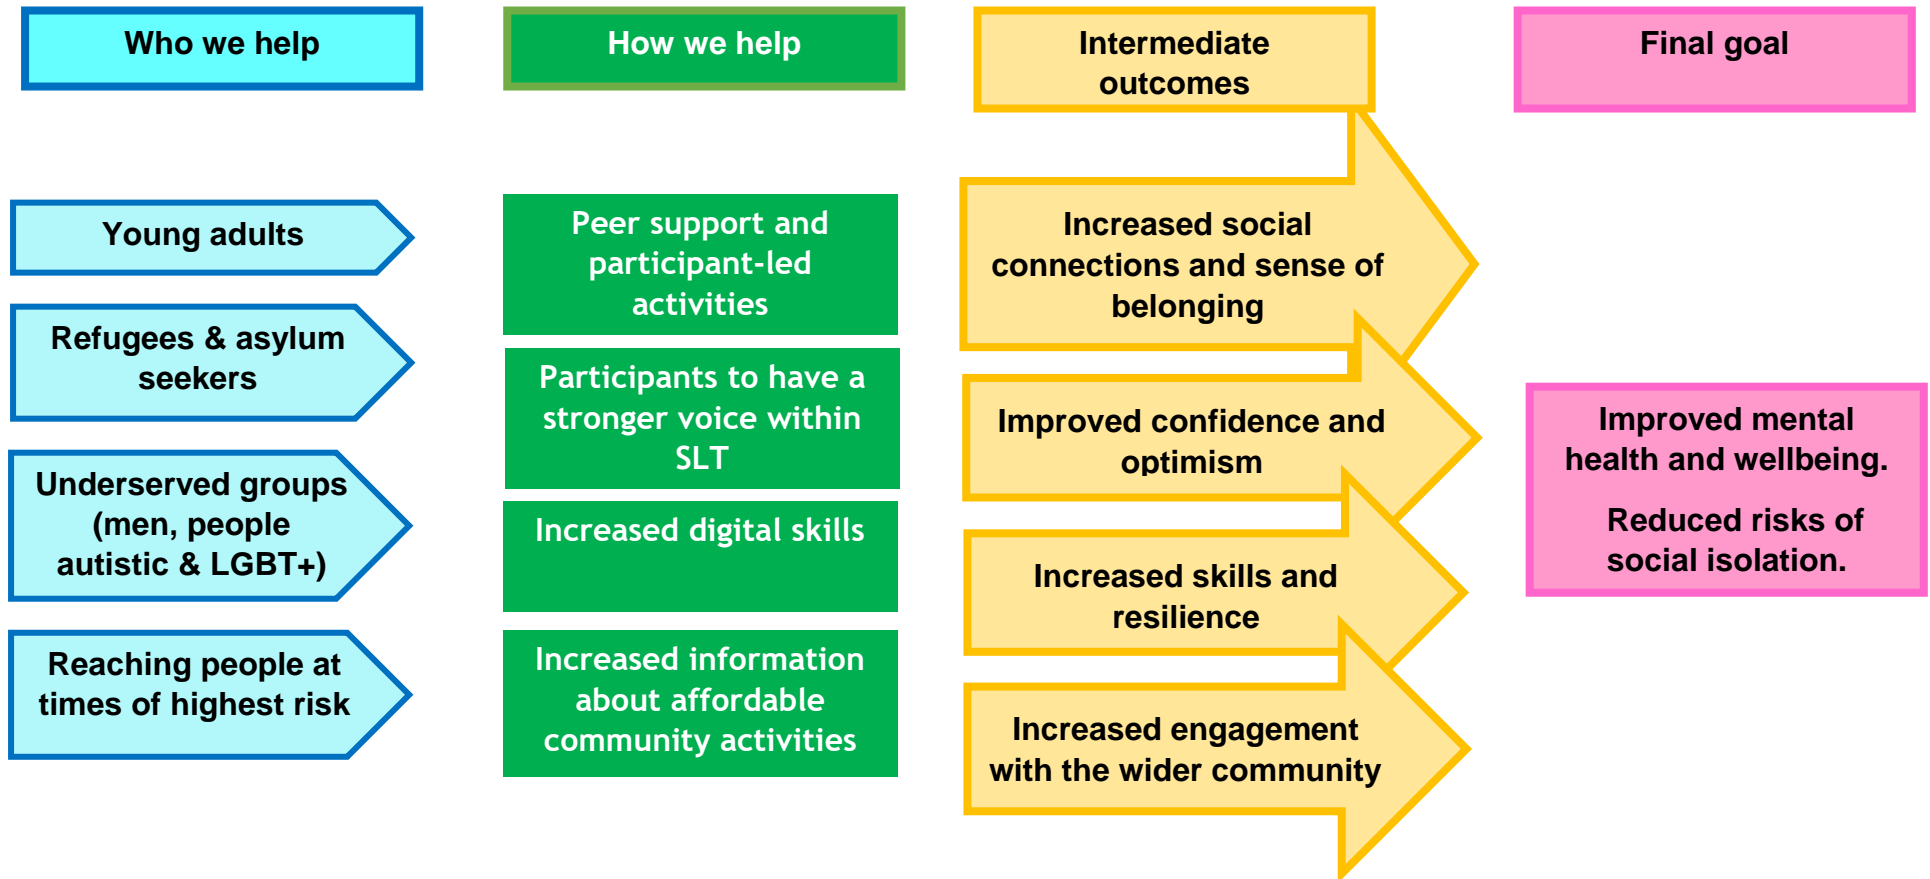 Who we help
How we help
Intermediate
outcomes
Final goal
Young adults
Refugees & asylum
seekers
Underserved groups
(men, people
autistic & LGBT+)
Reaching people at
times of highest risk
Peer support and
participant-led
activities
Participants to have a
stronger voice within
SLT
Increased digital skills
Increased information
about affordable
community activities
Increased social
connections and sense of
belonging
Improved confidence and
optimism
Increased skills and
resilience
Increased engagement
with the wider community
Improved mental
health and wellbeing.
Reduced risks of
social isolation.